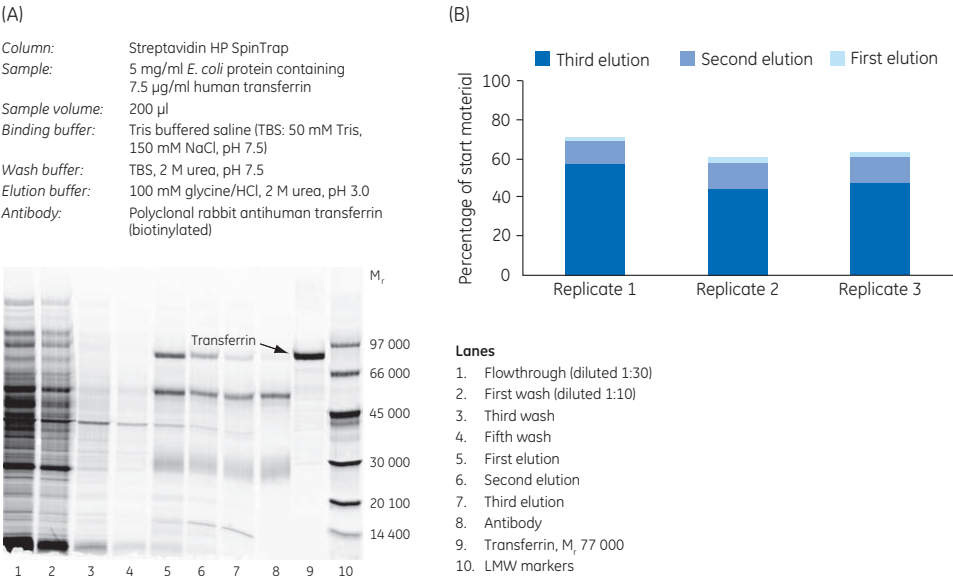 (A)
Column: Streptavidin HP SpinTrap
Sample: 5 mg/ml E. coli protein containing
7.5 µg/ml human transferrin
Sample volume: 200 µl
Binding buffer: Tris buffered saline (TBS: 50 mM Tris,
150 mM NaCl, pH 7.5)
Wash buffer: TBS, 2 M urea, pH 7.5
Elution buffer: 100 mM glycine/HCl, 2 M urea, pH 3.0
Antibody: Polyclonal rabbit antihuman transferrin
(biotinylated)
Mr
Transferrin
97 000
66 000
45 000
30 000
20 100
14 400
1 2 3 4 5 6 7 8 9 10
(B)
Third elution Second elution First elution
Percentage of start material
100
80
60
40
20
0
Replicate 1 Replicate 2 Replicate 3
Lanes
1. Flowthrough (diluted 1:30)
2. First wash (diluted 1:10)
3. Third wash
4. Fifth wash
5. First elution
6. Second elution
7. Third elution
8. Antibody
9. Transferrin, Mr 77 000
10. LMW markers